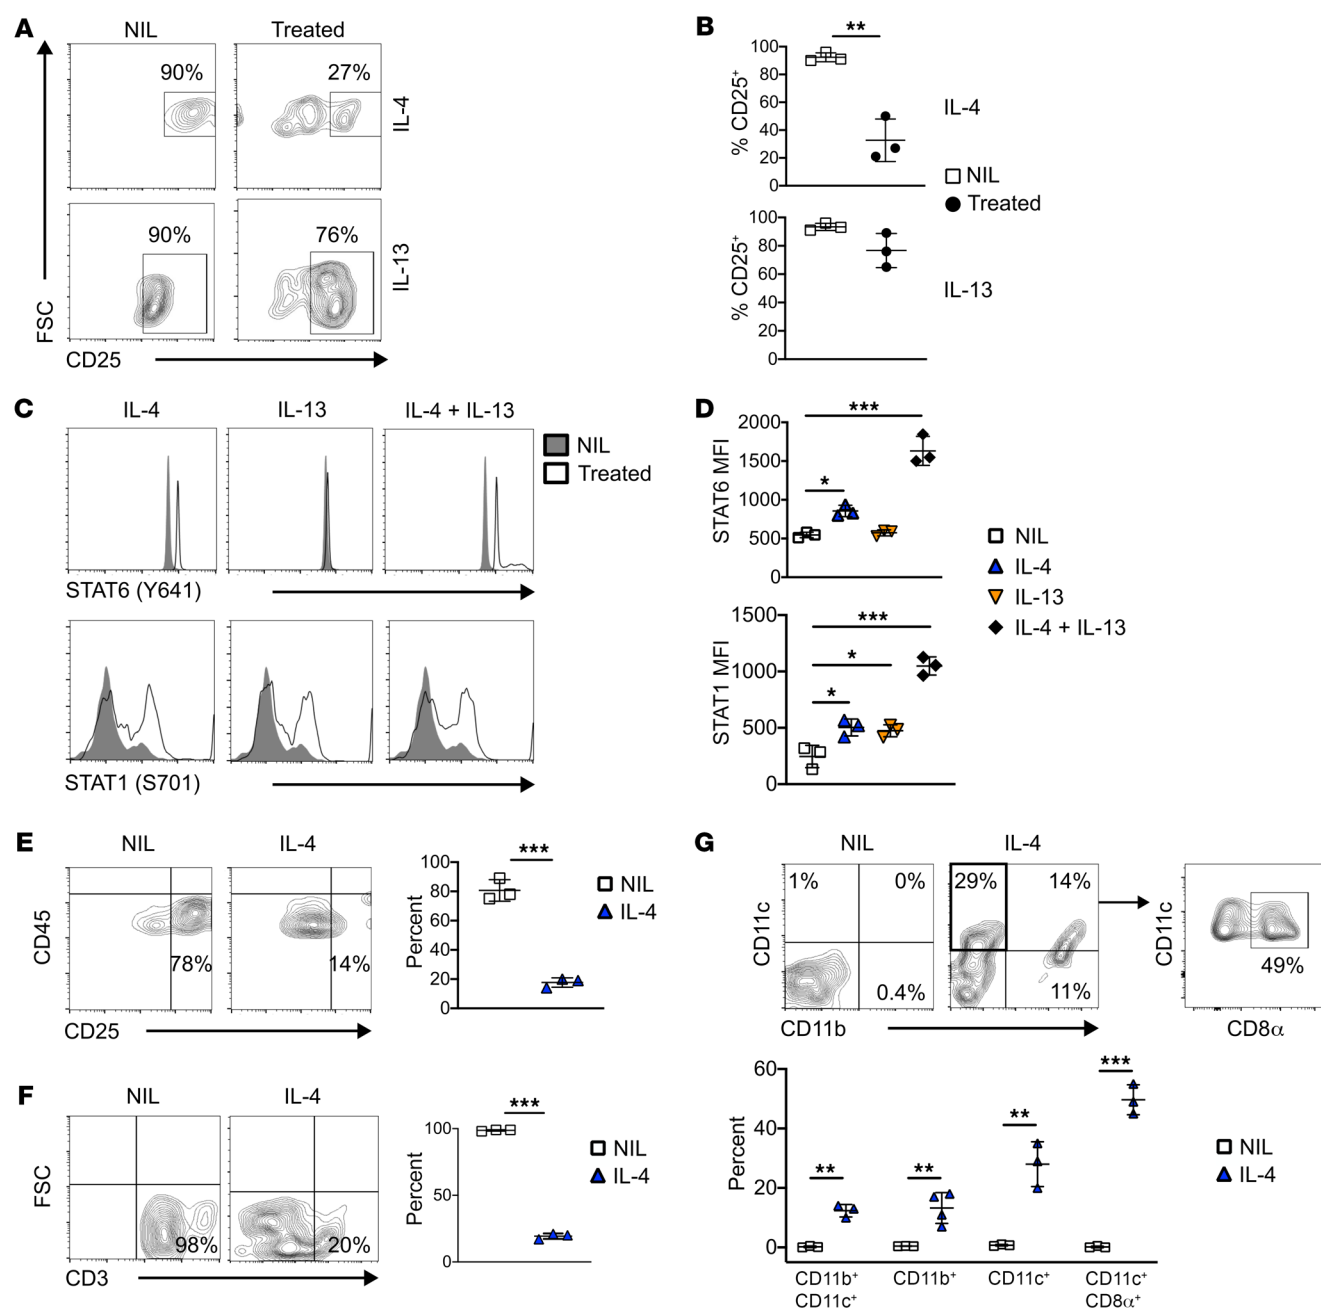 A
NIL
Treated
90%
27%
IL-4
90%
76%
IL-13
FSC
CD25
B
**
100
80
60
40
20
0
% CD25⁺
IL-4
NIL
Treated
100
80
60
40
20
0
% CD25⁺
IL-13
C
IL-4
IL-13
IL-4 + IL-13
NIL
Treated
STAT6 (Y641)
STAT1 (S701)
D
***
*
2000
1500
1000
500
0
STAT6 MFI
NIL
IL-4
IL-13
IL-4 + IL-13
***
*
*
1500
1000
500
0
STAT1 MFI
E
NIL
IL-4
CD45
78%
14%
CD25
***
100
80
60
40
20
0
Percent
NIL
IL-4
F
NIL
IL-4
FSC
98%
20%
CD3
***
100
50
0
Percent
NIL
IL-4
G
NIL
IL-4
1%
0%
29%
14%
CD11c
0.4%
11%
CD11b
CD11c
49%
CD8α
60
40
20
0
Percent
**
**
**
***
NIL
IL-4
CD11b⁺
CD11c⁺
CD11b⁺
CD11c⁺
CD11c⁺
CD8α⁺